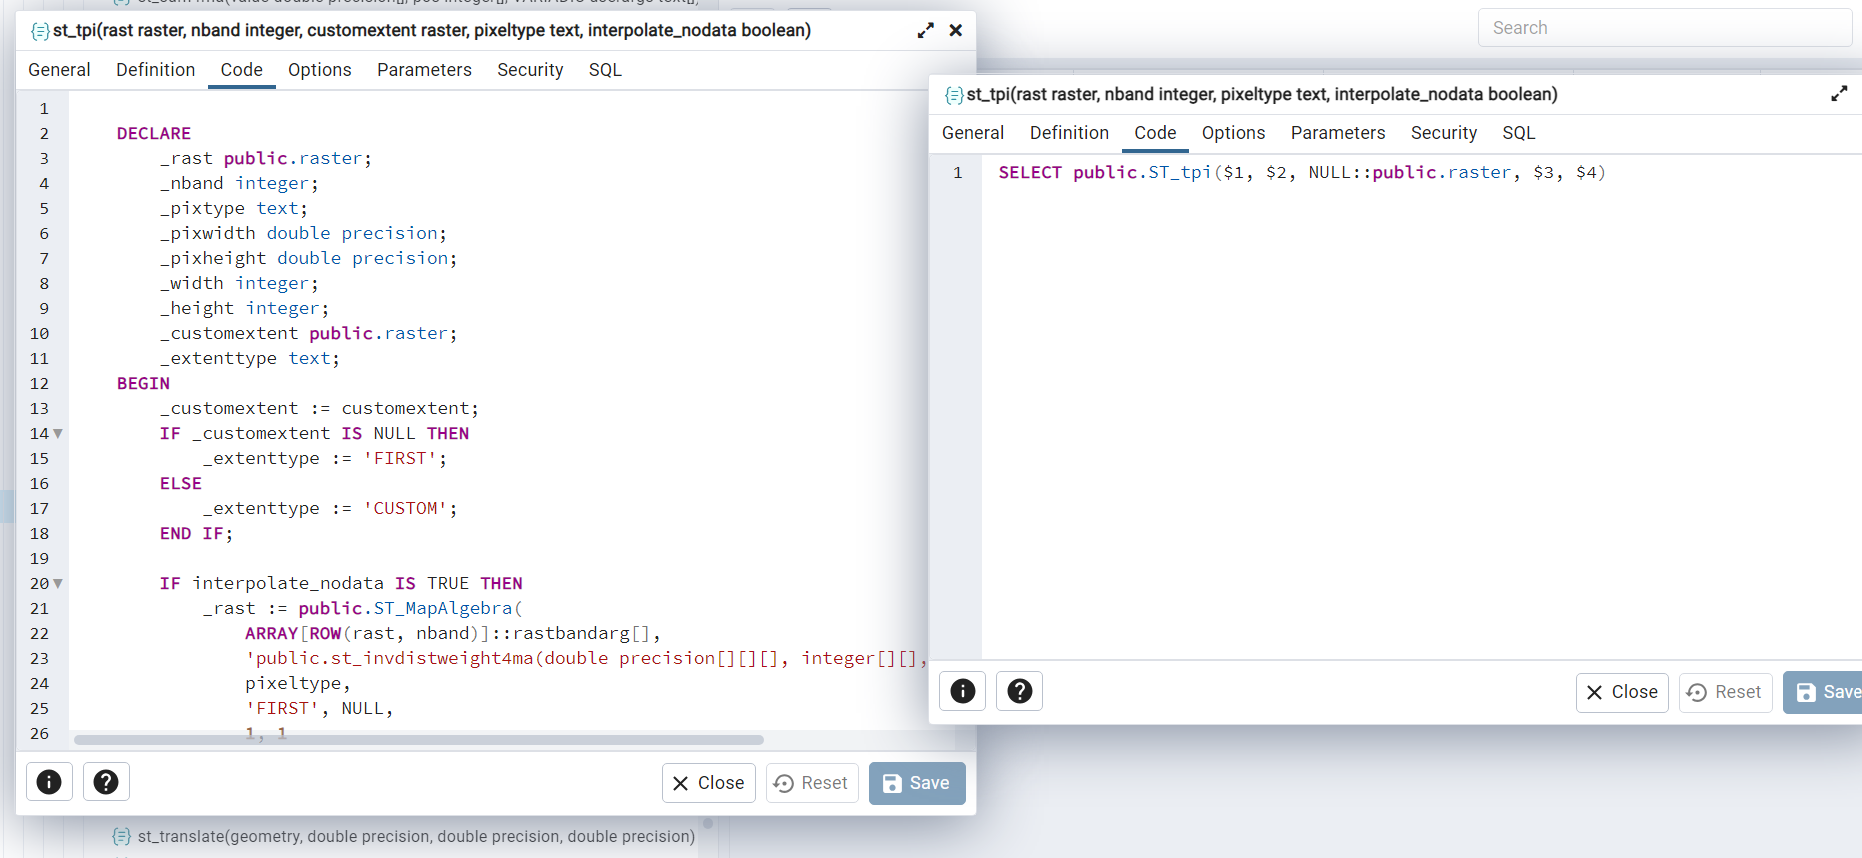 st_tpi(rast raster, nband integer, customextent raster, pixeltype text, interpolate_nodata boolean)
General Definition Code Options Parameters Security SQL
1
2 DECLARE
3 _rast public.raster;
4 _nband integer;
5 _pixtype text;
6 _pixwidth double precision;
7 _pixheight double precision;
8 _width integer;
9 _height integer;
10 _customextent public.raster;
11 _extenttype text;
12 BEGIN
13 _customextent := customextent;
14 IF _customextent IS NULL THEN
15 _extenttype := 'FIRST';
16 ELSE
17 _extenttype := 'CUSTOM';
18 END IF;
19
20 IF interpolate_nodata IS TRUE THEN
21 _rast := public.ST_MapAlgebra(
22 ARRAY[ROW(rast, nband)]::rastbandarg[],
23 'public.st_invdistweight4ma(double precision[][][], integer[][],
24 pixeltype,
25 'FIRST', NULL,
26 1, 1
Close Reset Save
st_translate(geometry, double precision, double precision, double precision)
Search
st_tpi(rast raster, nband integer, pixeltype text, interpolate_nodata boolean)
General Definition Code Options Parameters Security SQL
1 SELECT public.ST_tpi($1, $2, NULL::public.raster, $3, $4)
Close Reset Save